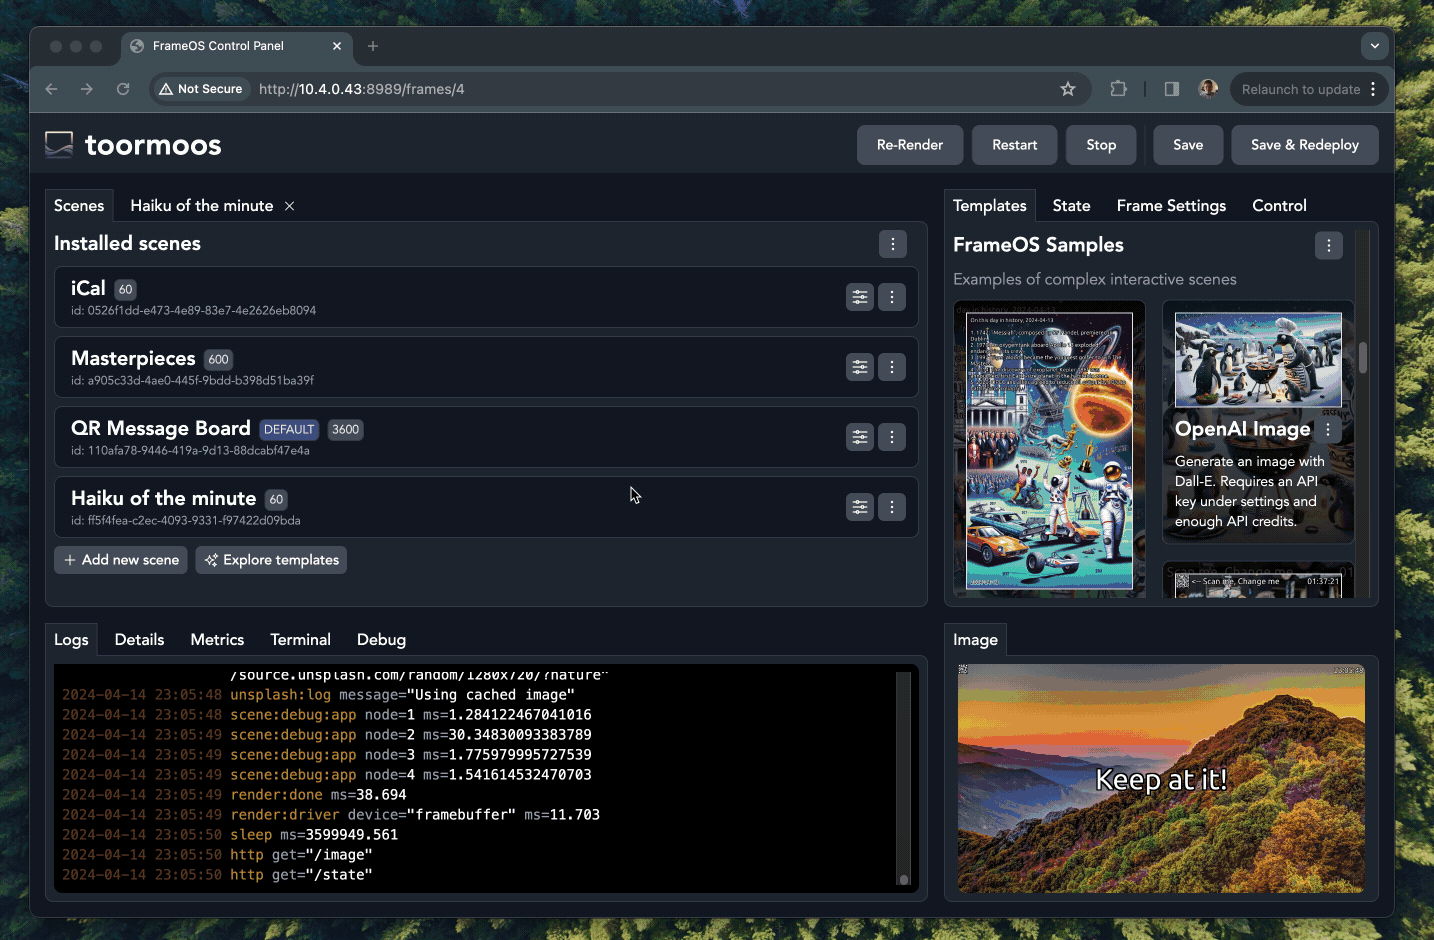 FrameOS Control Panel
Not Secure
http://10.4.0.43:8989/frames/4
Relaunch to update
toormoos
Re-Render
Restart
Stop
Save
Save & Redeploy
Scenes
Haiku of the minute
Installed scenes
iCal 60
id: 0526f1dd-e473-4e89-83e7-4e2626eb8094
Masterpieces 600
id: a905c33d-4ae0-445f-9bdd-b398d51ba39f
QR Message Board DEFAULT 3600
id: 110afa78-9446-419a-9d13-88dcabf47e4a
Haiku of the minute 60
id: ff5f4fea-c2ec-4093-9331-f97422d09bda
+ Add new scene
Explore templates
Templates
State
Frame Settings
Control
FrameOS Samples
Examples of complex interactive scenes
On this day in history, 2024-04-13
OpenAI Image
Generate an image with
Dall-E. Requires an API
key under settings and
enough API credits.
Scan me, Change me
<-- Scan me, Change me 01:37:21
Logs
Details
Metrics
Terminal
Debug
/source.unsplash.com/random/1280x720/?nature"
2024-04-14 23:05:48 unsplash:log message="Using cached image"
2024-04-14 23:05:48 scene:debug:app node=1 ms=1.284122467041016
2024-04-14 23:05:49 scene:debug:app node=2 ms=30.34830093383789
2024-04-14 23:05:49 scene:debug:app node=3 ms=1.775979995727539
2024-04-14 23:05:49 scene:debug:app node=4 ms=1.541614532470703
2024-04-14 23:05:49 render:done ms=38.694
2024-04-14 23:05:49 render:driver device="framebuffer" ms=11.703
2024-04-14 23:05:50 sleep ms=3599949.561
2024-04-14 23:05:50 http get="/image"
2024-04-14 23:05:50 http get="/state"
Image
23:05:48
Keep at it!